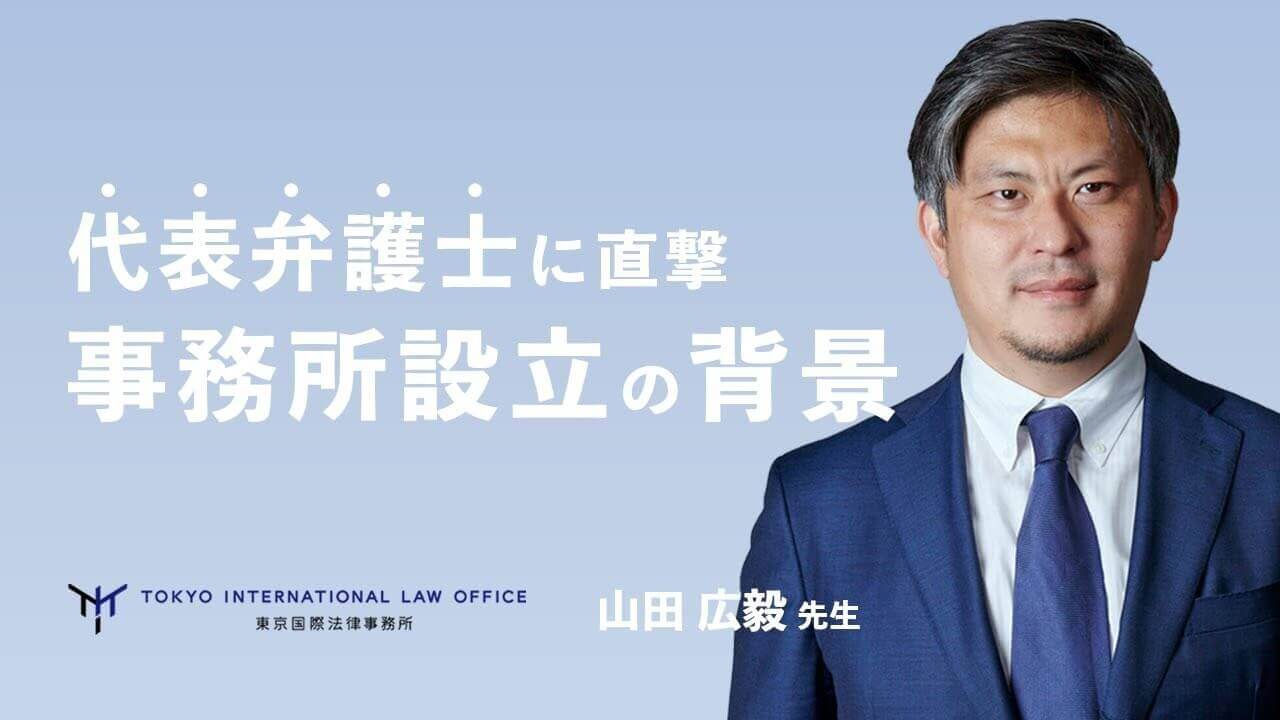 代表弁護士に直撃
事務所設立の背景
TOKYO INTERNATIONAL LAW OFFICE
東京国際法律事務所
山田 広毅 先生